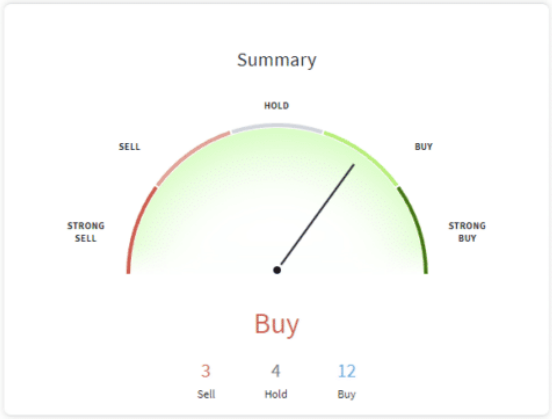 Summary
HOLD
SELL
BUY
STRONG
SELL
STRONG
BUY
Buy
3
4
12
Sell
Hold
Buy